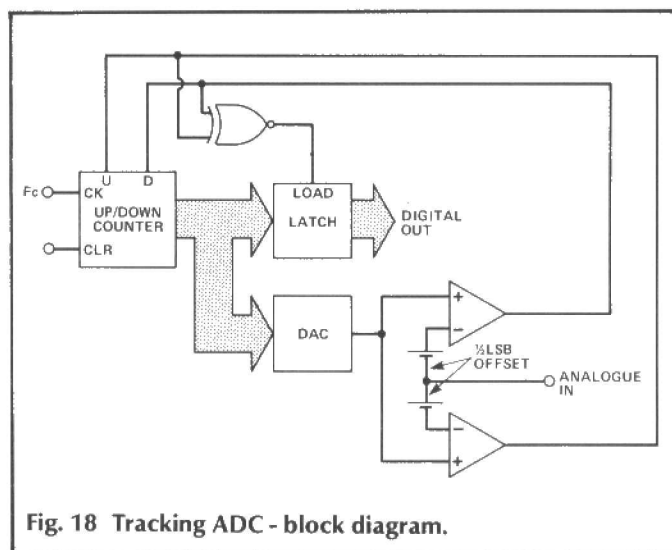 U D
Fc
CK
UP/DOWN
COUNTER
CLR
LOAD
LATCH
DIGITAL
OUT
DAC
+
−
½LSB
OFFSET
ANALOGUE
IN
−
+
Fig. 18 Tracking ADC - block diagram.